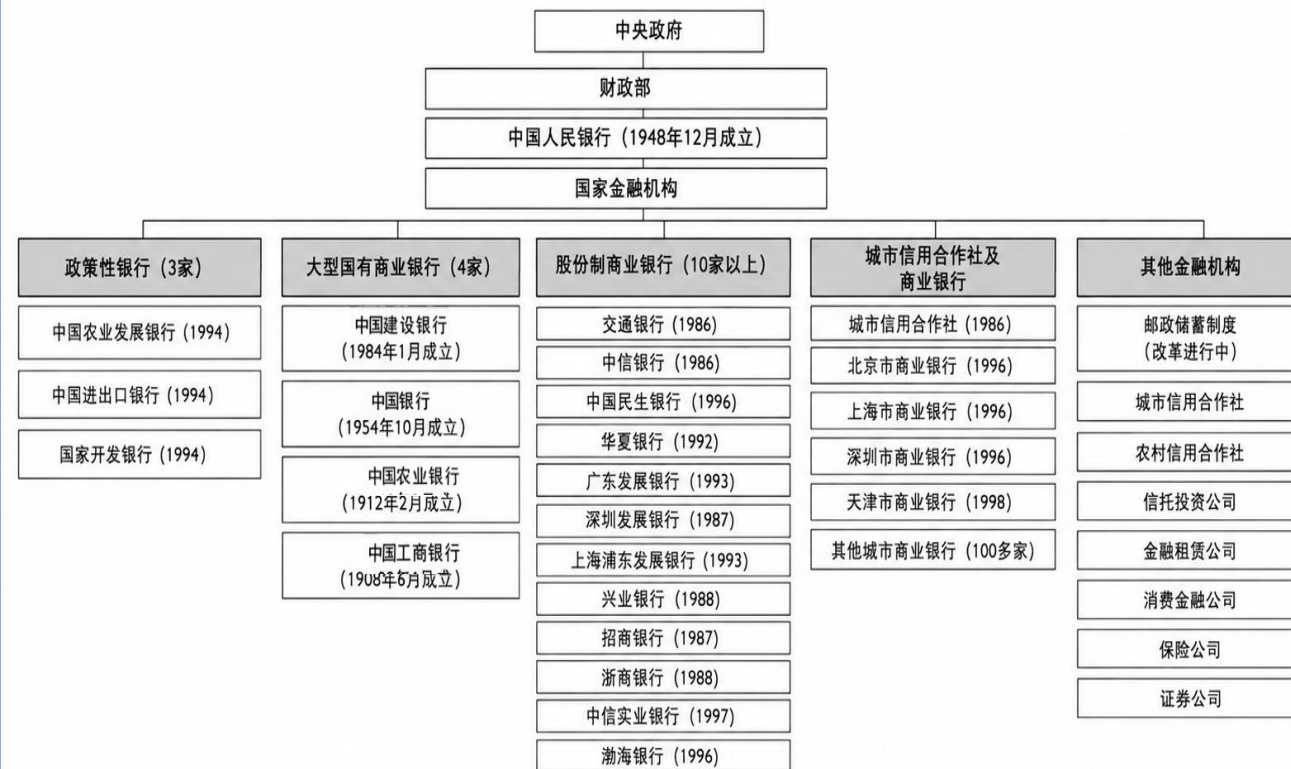 中央政府
财政部
中国人民银行（1948年12月成立）
国家金融机构
政策性银行（3家）
中国农业发展银行 (1994)
中国进出口银行 (1994)
国家开发银行 (1994)
大型国有商业银行（4家）
中国建设银行
(1984年1月成立)
中国银行
(1954年10月成立)
中国农业银行
(1912年2月成立)
中国工商银行
股份制商业银行（10家以上）
交通银行 (1986)
中信银行 (1986)
中国民生银行 (1996)
华夏银行 (1992)
广东发展银行 (1993)
深圳发展银行 (1987)
上海浦东发展银行 (1993)
兴业银行 (1988)
招商银行 (1987)
浙商银行 (1988)
中信实业银行 (1997)
渤海银行 (1996)
城市信用合作社及
商业银行
城市信用合作社 (1986)
北京市商业银行 (1996)
上海市商业银行 (1996)
深圳市商业银行 (1996)
天津市商业银行 (1998)
其他城市商业银行 (100多家)
其他金融机构
邮政储蓄制度
(改革进行中)
城市信用合作社
农村信用合作社
信托投资公司
金融租赁公司
消费金融公司
保险公司
证券公司